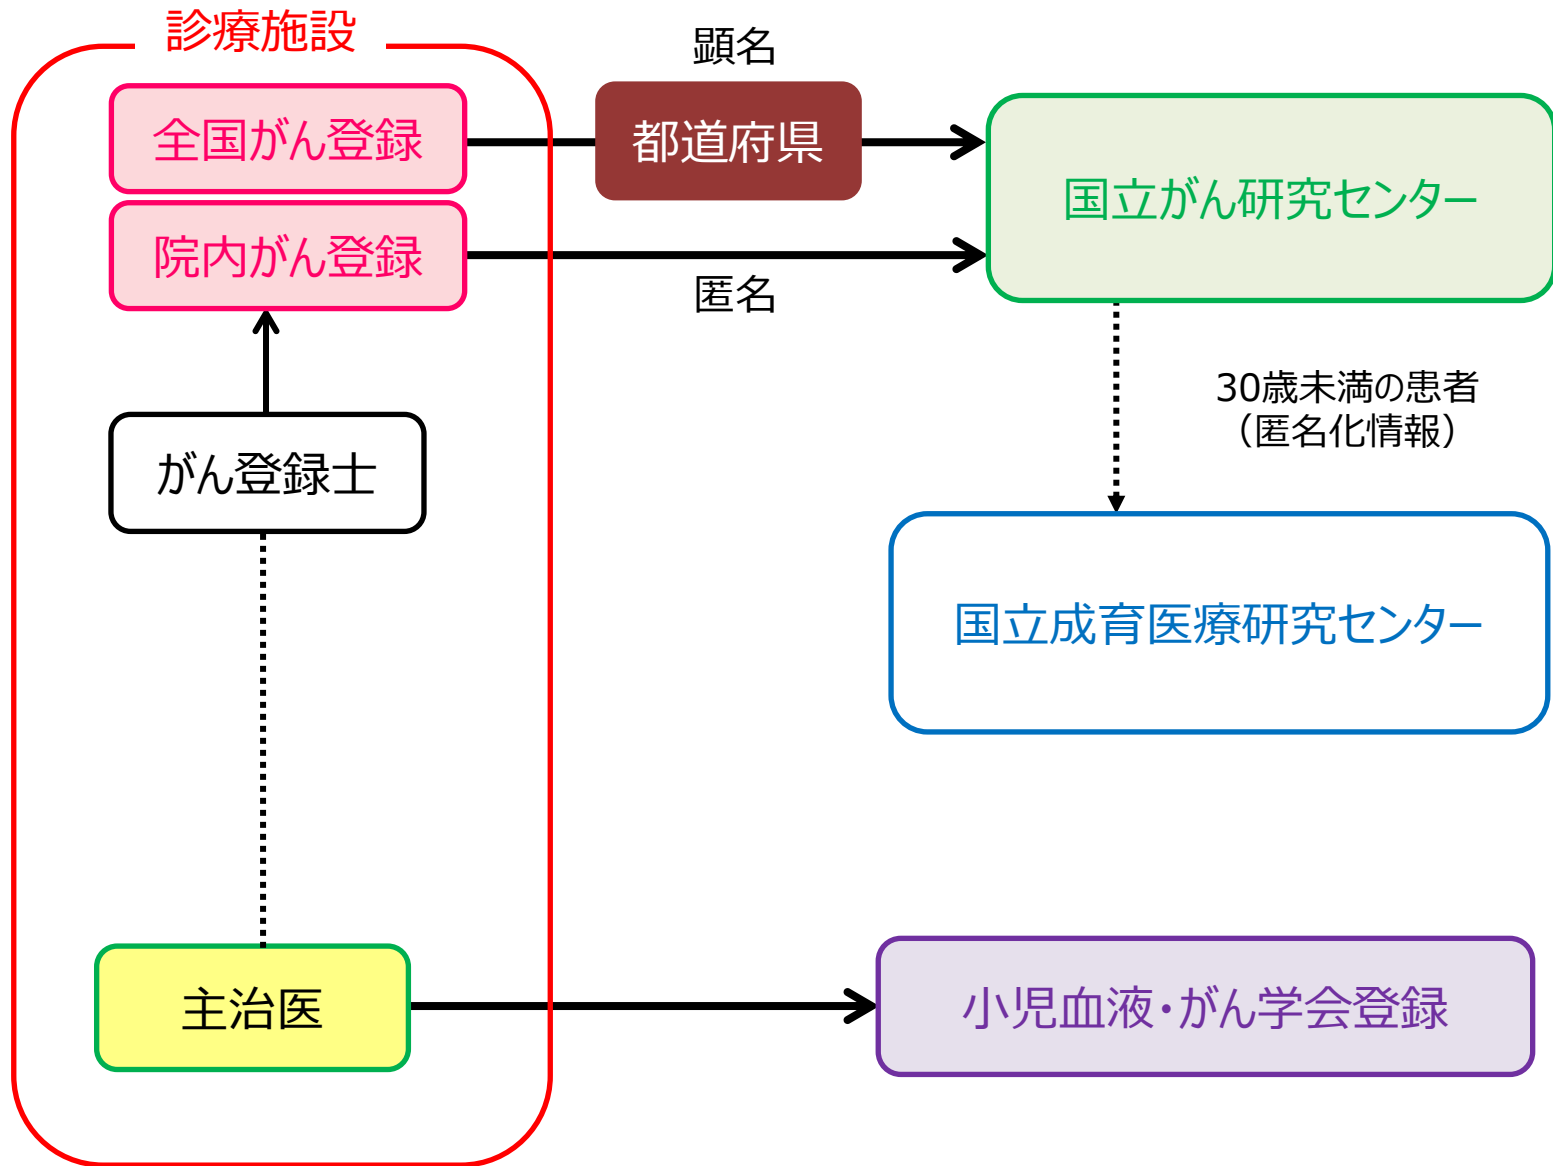 診療施設
顕名
全国がん登録
都道府県
国立がん研究センター
院内がん登録
匿名
30歳未満の患者
（匿名化情報）
がん登録士
国立成育医療研究センター
主治医
小児血液・がん学会登録